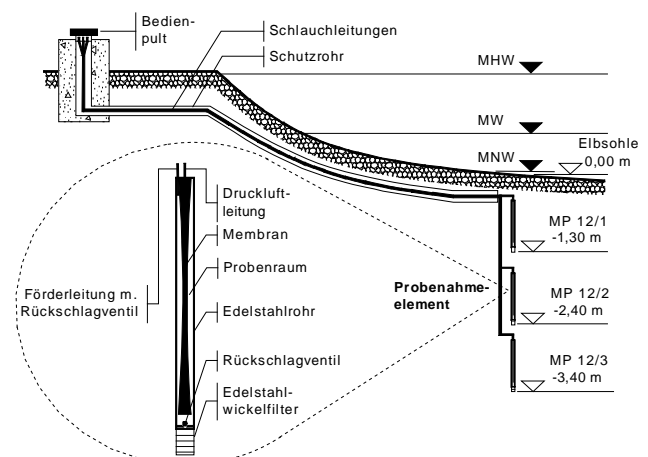 Bedien-
pult
Schlauchleitungen
Schutzrohr
MHW
MW
MNW
Elbsohle
0,00 m
Druckluft-
leitung
Membran
Probenraum
Förderleitung m.
Rückschlagventil
Edelstahlrohr
Rückschlagventil
Edelstahl-
wickelfilter
Probenahme-
element
MP 12/1
-1,30 m
MP 12/2
-2,40 m
MP 12/3
-3,40 m